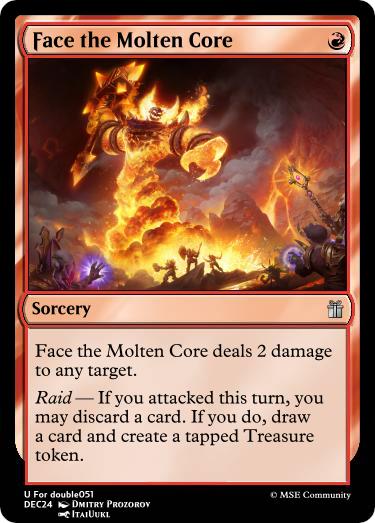 Face the Molten Core
Sorcery
Face the Molten Core deals 2 damage
to any target.
Raid — If you attacked this turn, you
may discard a card. If you do, draw
a card and create a tapped Treasure
token.
U For double051
DEC24 Dmitry Prozorov
ItaiUukl
© MSE Community